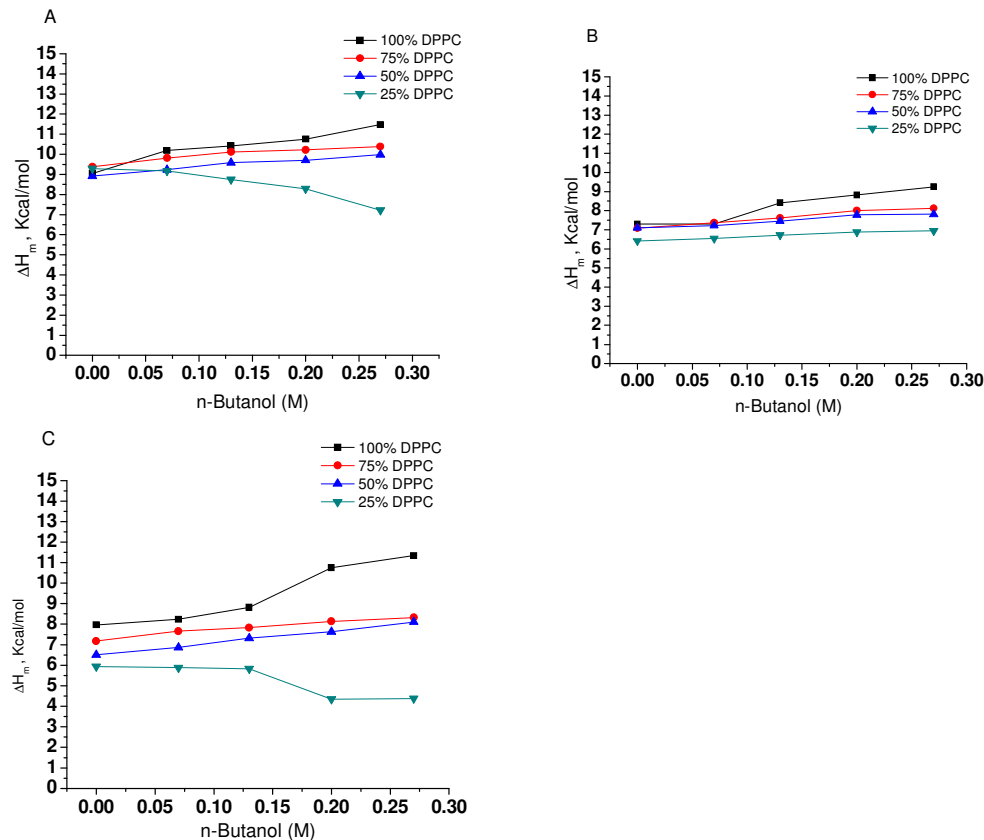 A
100% DPPC
75% DPPC
50% DPPC
25% DPPC
15
14
13
12
11
10
9
8
7
6
5
4
3
2
1
0
ΔHm, Kcal/mol
0.00 0.05 0.10 0.15 0.20 0.25 0.30
n-Butanol (M)
B
100% DPPC
75% DPPC
50% DPPC
25% DPPC
15
14
13
12
11
10
9
8
7
6
5
4
3
2
1
0
ΔHm, Kcal/mol
0.00 0.05 0.10 0.15 0.20 0.25 0.30
n-Butanol (M)
C
100% DPPC
75% DPPC
50% DPPC
25% DPPC
15
14
13
12
11
10
9
8
7
6
5
4
3
2
1
0
ΔHm, Kcal/mol
0.00 0.05 0.10 0.15 0.20 0.25 0.30
n-Butanol (M)